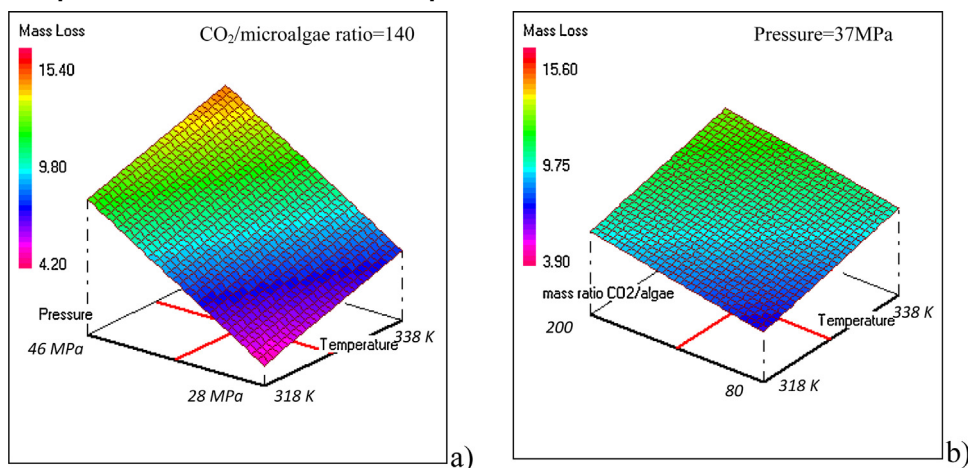 Mass Loss
CO₂/microalgae ratio=140
15.40
9.80
4.20
Pressure
46 MPa
28 MPa
318 K
Temperature
338 K
a)
Mass Loss
Pressure=37MPa
15.60
9.75
3.90
mass ratio CO2/algae
200
80
318 K
Temperature
338 K
b)